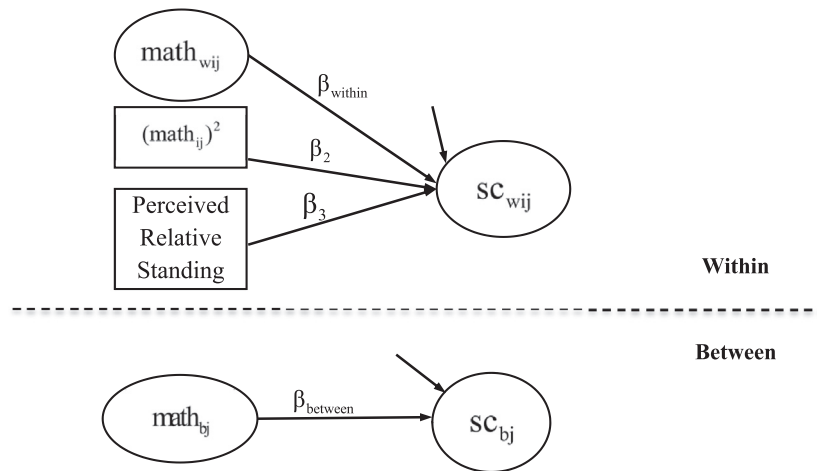 math_wij
β_within
(math_ij)²
β_2
sc_wij
Perceived
Relative
Standing
β_3
Within
Between
math_bj
β_between
sc_bj